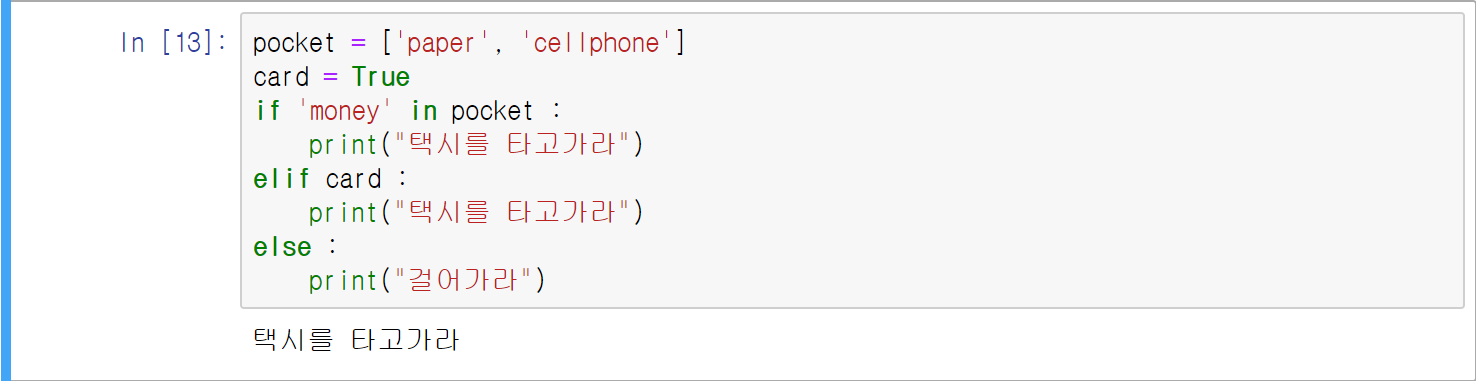 In [13]: pocket = ['paper', 'cellphone']
card = True
if 'money' in pocket :
    print("택시를 타고가라")
elif card :
    print("택시를 타고가라")
else :
    print("걸어가라")
택시를 타고가라